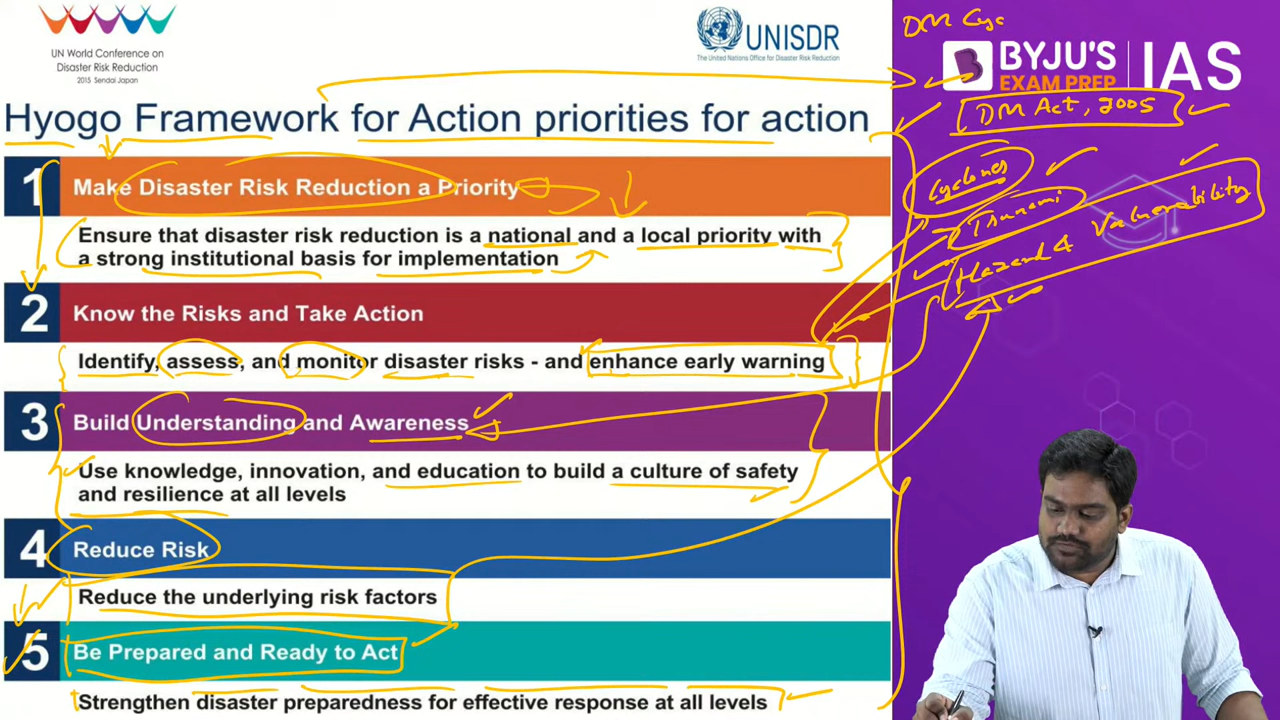 UN World Conference on
Disaster Risk Reduction
2015 Sendai Japan
UNISDR
The United Nations Office for Disaster Risk Reduction
DM Cyc
BYJU'S
EXAM PREP
IAS
DM Act, 2005
Hyogo Framework for Action priorities for action
1
Make Disaster Risk Reduction a Priority
Ensure that disaster risk reduction is a national and a local priority with
a strong institutional basis for implementation
Cyclones
Tsunami
Hazard & Vulnerability
2
Know the Risks and Take Action
Identify, assess, and monitor disaster risks - and enhance early warning
3
Build Understanding and Awareness
Use knowledge, innovation, and education to build a culture of safety
and resilience at all levels
4
Reduce Risk
Reduce the underlying risk factors
5
Be Prepared and Ready to Act
Strengthen disaster preparedness for effective response at all levels